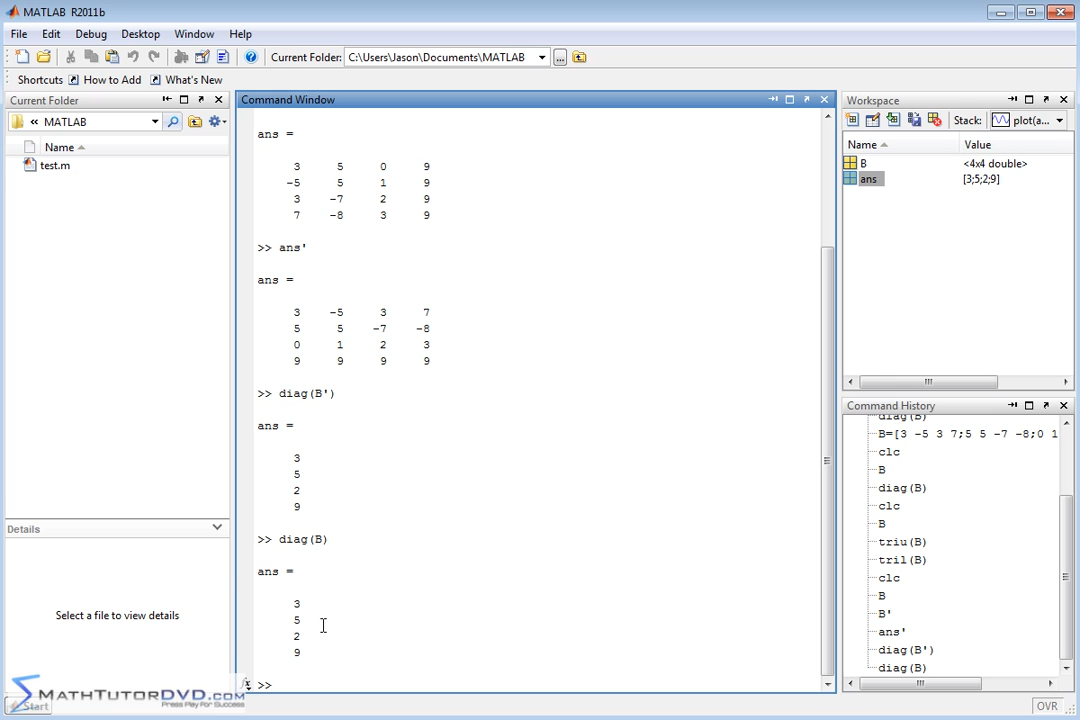 MATLAB R2011b
File Edit Debug Desktop Window Help
Current Folder: C:\Users\Jason\Documents\MATLAB ...
Shortcuts How to Add What's New
Current Folder
« MATLAB
Name
test.m
Details
Select a file to view details
Command Window
ans =
3 5 0 9
-5 5 1 9
3 -7 2 9
7 -8 3 9
>> ans'
ans =
3 -5 3 7
5 5 -7 -8
0 1 2 3
9 9 9 9
>> diag(B')
ans =
3
5
2
9
>> diag(B)
ans =
3
5
2
9
fx >>
Workspace
Stack: plot(a...
Name Value
B <4x4 double>
ans [3;5;2;9]
Command History
diag(B)
B=[3 -5 3 7;5 5 -7 -8;0 1
clc
B
diag(B)
clc
B
triu(B)
tril(B)
clc
B
B'
ans'
diag(B')
diag(B)
MATHTUTORDVD.COM
Press Play For Success
Start
OVR